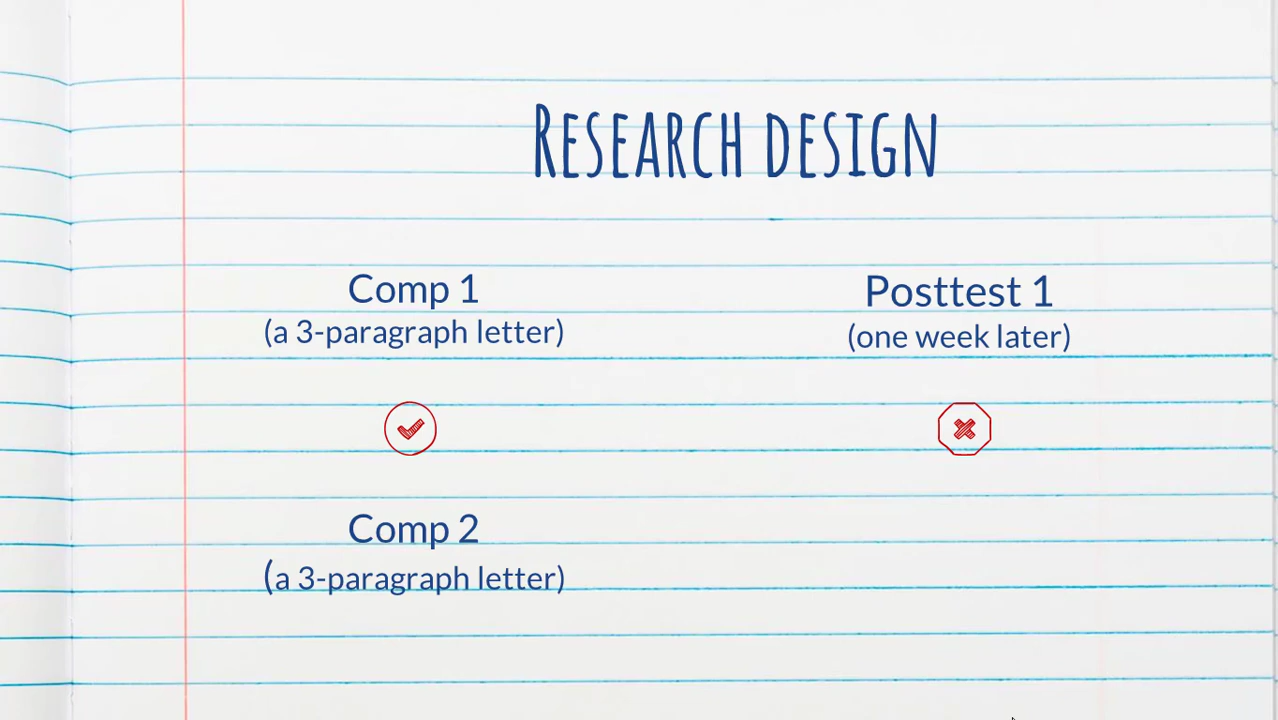 Research design
Comp 1
(a 3-paragraph letter)
Posttest 1
(one week later)
Comp 2
(a 3-paragraph letter)